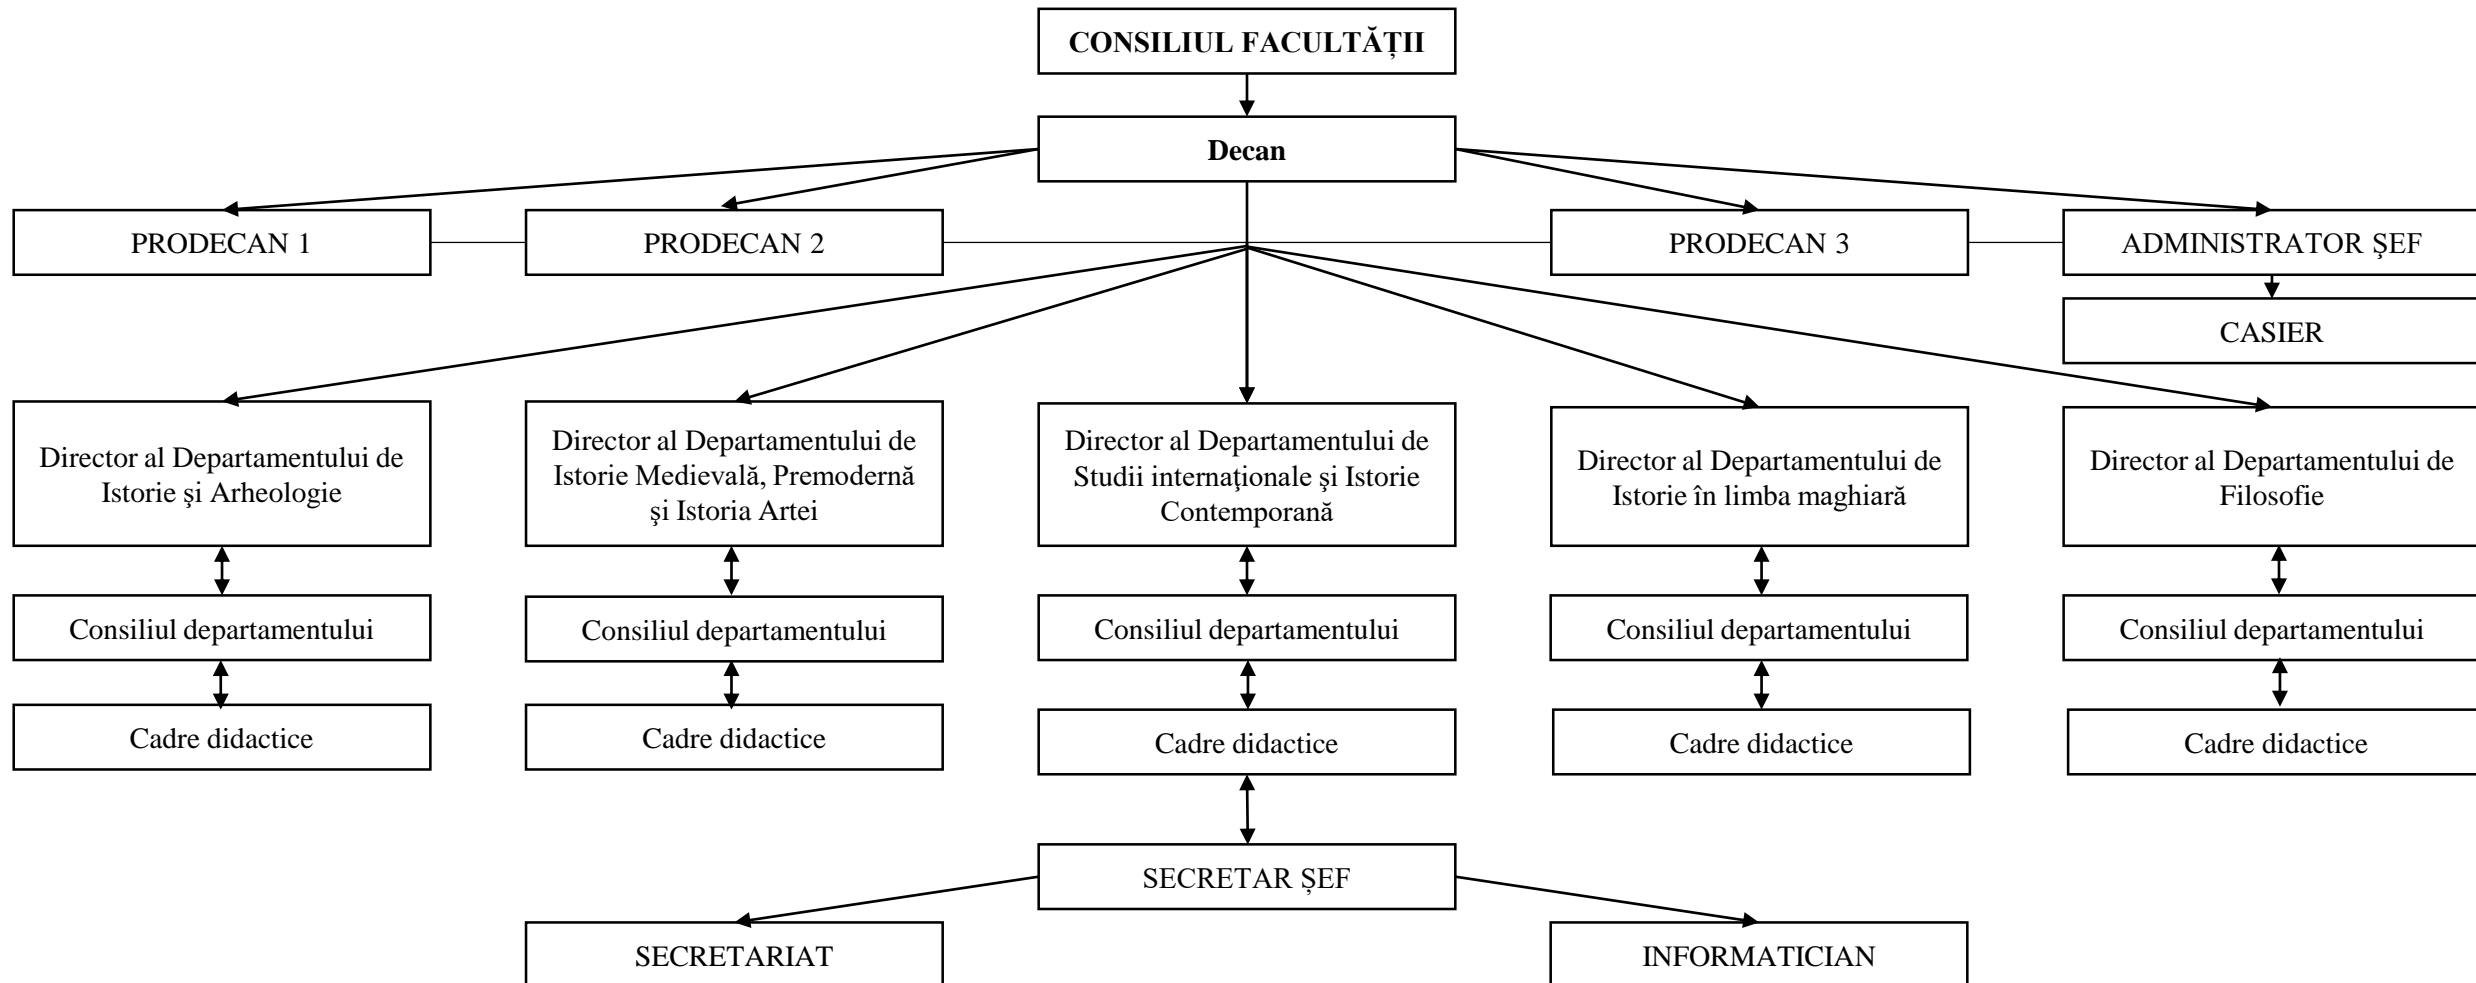 CONSILIUL FACULTĂȚII
Decan
PRODECAN 1
PRODECAN 2
PRODECAN 3
ADMINISTRATOR ŞEF
CASIER
Director al Departamentului de
Istorie şi Arheologie
Director al Departamentului de
Istorie Medievală, Premodernă
şi Istoria Artei
Director al Departamentului de
Studii internaţionale şi Istorie
Contemporană
Director al Departamentului de
Istorie în limba maghiară
Director al Departamentului de
Filosofie
Consiliul departamentului
Consiliul departamentului
Consiliul departamentului
Consiliul departamentului
Consiliul departamentului
Cadre didactice
Cadre didactice
Cadre didactice
Cadre didactice
Cadre didactice
SECRETAR ȘEF
SECRETARIAT
INFORMATICIAN